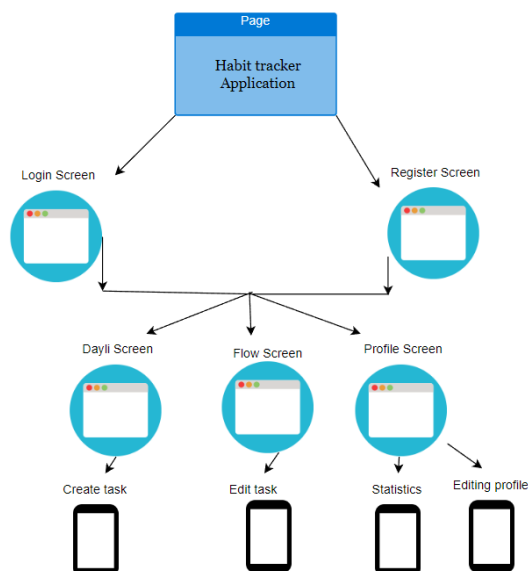 Page
Habit tracker
Application
Login Screen
Register Screen
Dayli Screen
Flow Screen
Profile Screen
Create task
Edit task
Statistics
Editing profile